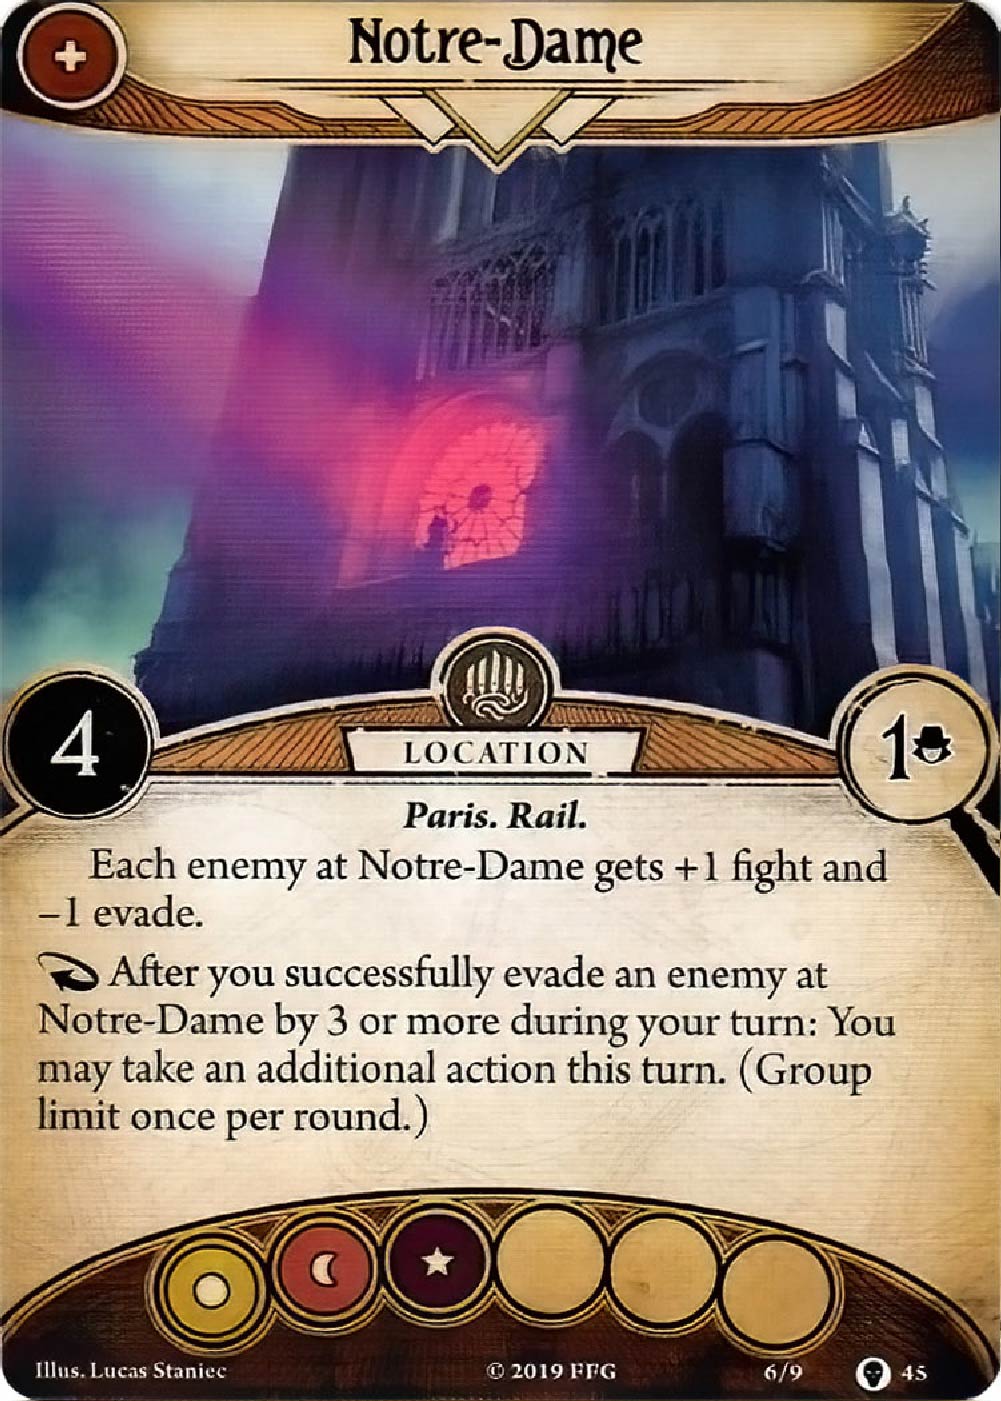 Notre-Dame
4
LOCATION
1
Paris. Rail.
Each enemy at Notre-Dame gets +1 fight and
–1 evade.
After you successfully evade an enemy at
Notre-Dame by 3 or more during your turn: You
may take an additional action this turn. (Group
limit once per round.)
Illus. Lucas Staniec
© 2019 FFG
6/9
45